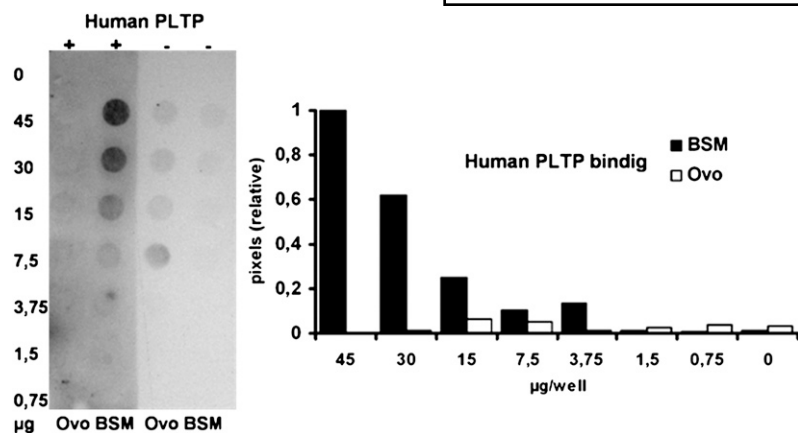 Human PLTP
+ + - -
0
45
30
15
7,5
3,75
1,5
0,75
µg Ovo BSM Ovo BSM
1
0,8
0,6
0,4
0,2
0
pixels (relative)
Human PLTP bindig
BSM
Ovo
45 30 15 7,5 3,75 1,5 0,75 0
µg/well